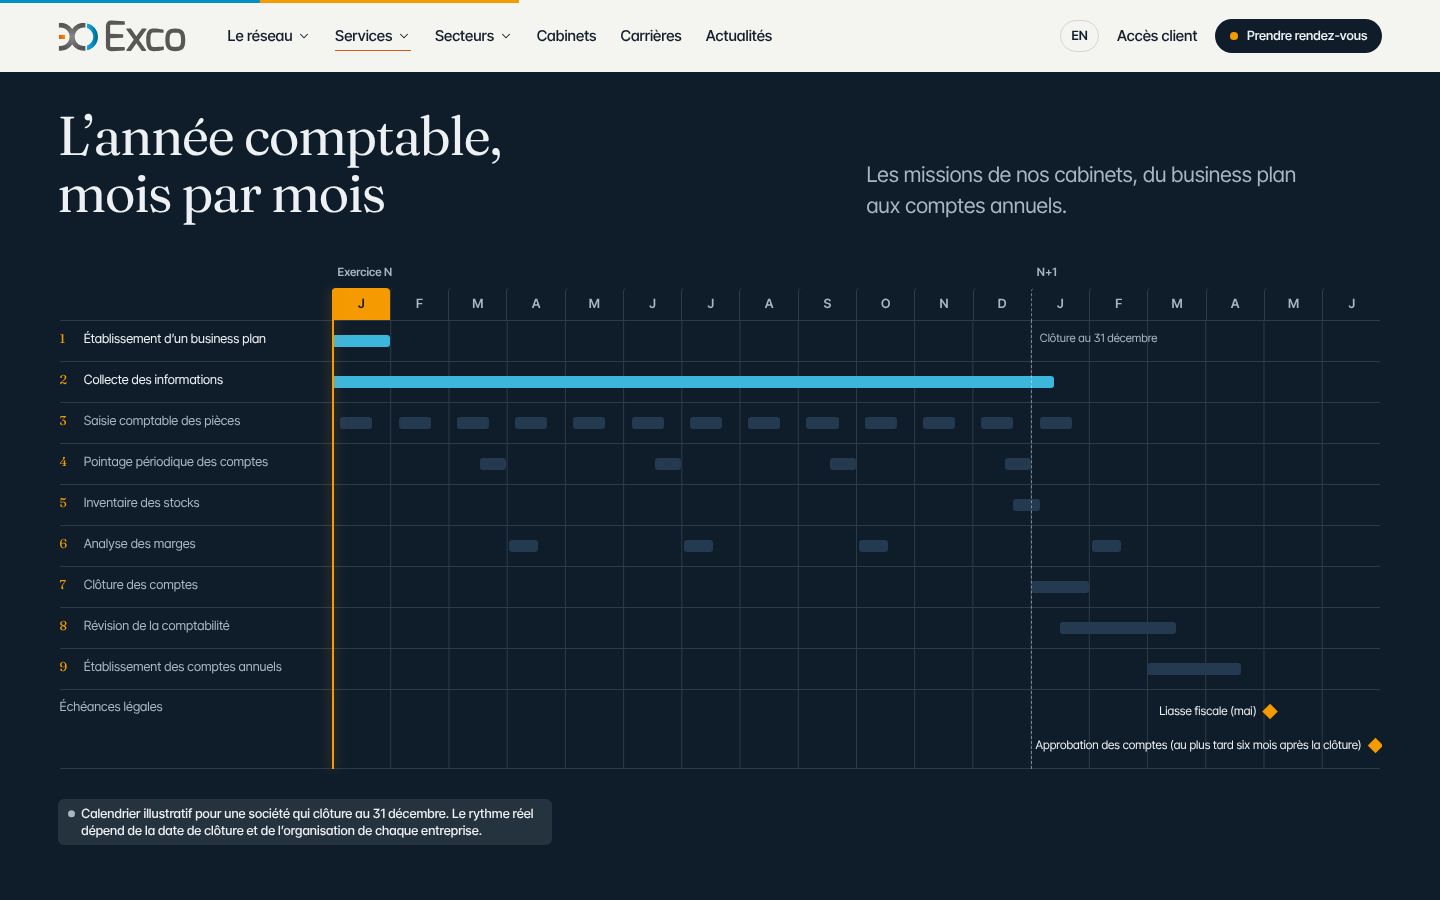 Exco
Le réseau
Services
Secteurs
Cabinets
Carrières
Actualités
EN
Accès client
Prendre rendez-vous
L’année comptable,
mois par mois
Les missions de nos cabinets, du business plan
aux comptes annuels.
Exercice N
N+1
J F M A M J J A S O N D J F M A M J
1 Établissement d’un business plan
Clôture au 31 décembre
2 Collecte des informations
3 Saisie comptable des pièces
4 Pointage périodique des comptes
5 Inventaire des stocks
6 Analyse des marges
7 Clôture des comptes
8 Révision de la comptabilité
9 Établissement des comptes annuels
Échéances légales
Liasse fiscale (mai)
Approbation des comptes (au plus tard six mois après la clôture)
Calendrier illustratif pour une société qui clôture au 31 décembre. Le rythme réel
dépend de la date de clôture et de l’organisation de chaque entreprise.